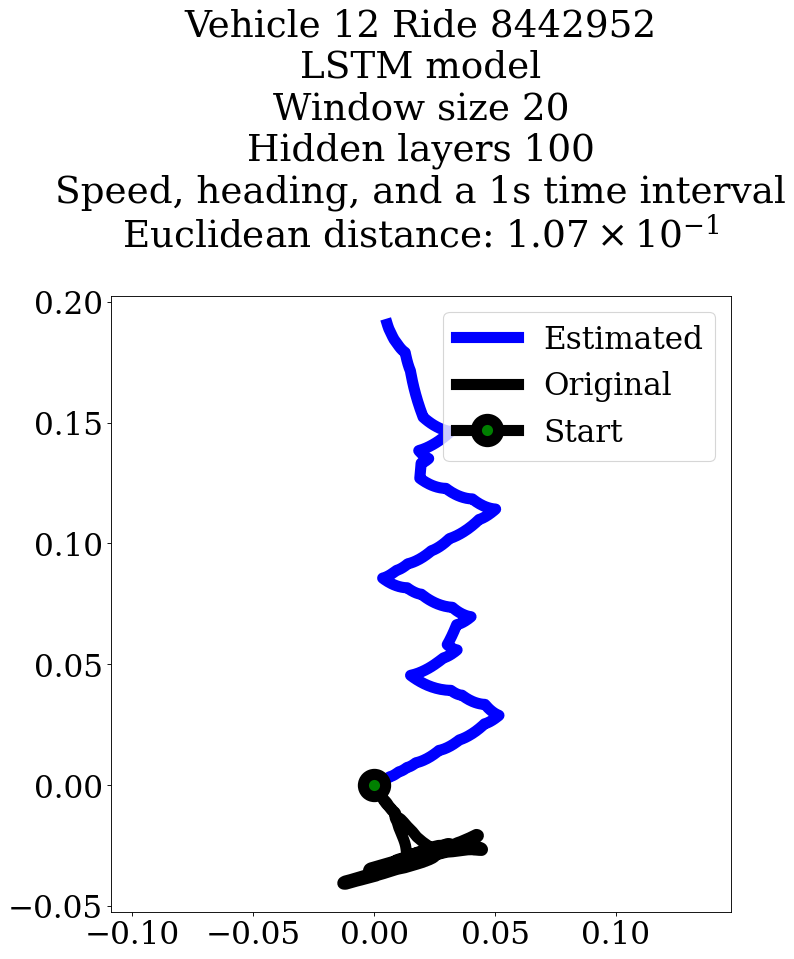 Vehicle 12 Ride 8442952
LSTM model
Window size 20
Hidden layers 100
Speed, heading, and a 1s time interval
Euclidean distance: 1.07 × 10⁻¹
0.20
0.15
0.10
0.05
0.00
−0.05
Estimated
Original
Start
−0.10 −0.05 0.00 0.05 0.10